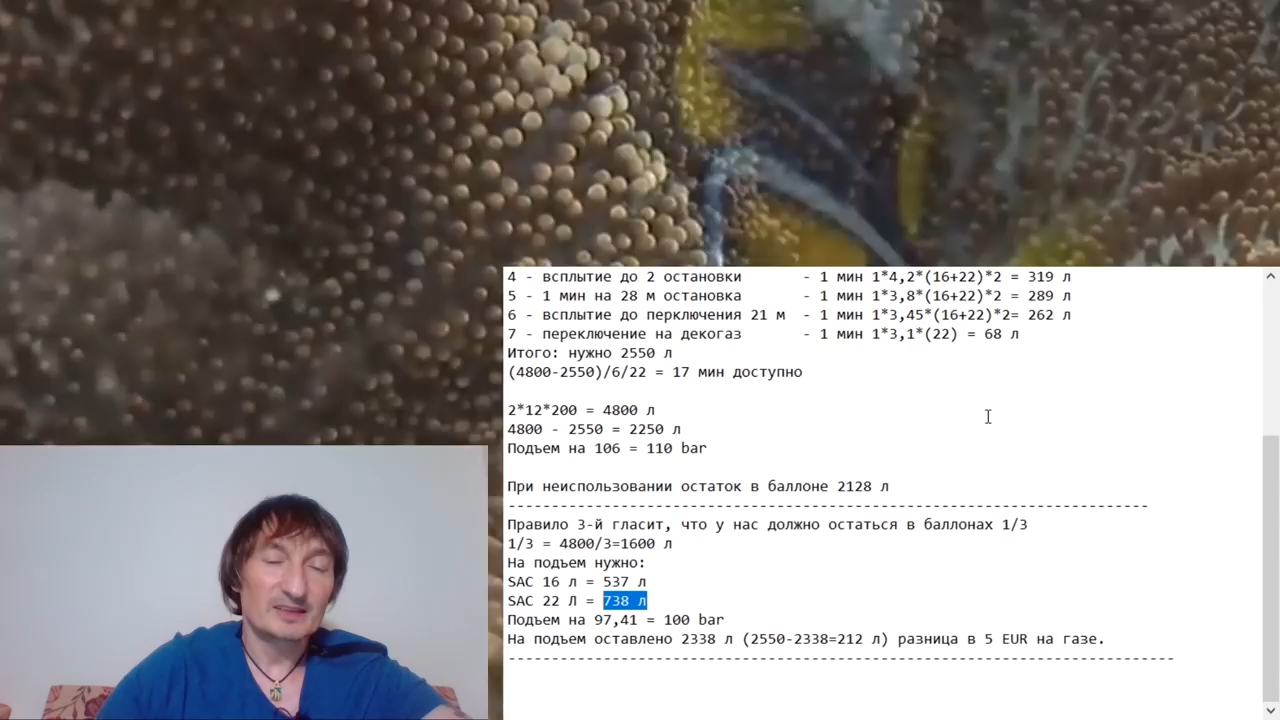 4 - всплытие до 2 остановки - 1 мин 1*4,2*(16+22)*2 = 319 л
5 - 1 мин на 28 м остановка - 1 мин 1*3,8*(16+22)*2 = 289 л
6 - всплытие до перключения 21 м - 1 мин 1*3,45*(16+22)*2= 262 л
7 - переключение на декогаз - 1 мин 1*3,1*(22) = 68 л
Итого: нужно 2550 л
(4800-2550)/6/22 = 17 мин доступно
2*12*200 = 4800 л
4800 - 2550 = 2250 л
Подъем на 106 = 110 bar
При неиспользовании остаток в баллоне 2128 л
--------------------------------------------------------------------------
Правило 3-й гласит, что у нас должно остаться в баллонах 1/3
1/3 = 4800/3=1600 л
На подъем нужно:
SAC 16 л = 537 л
SAC 22 Л = 738 л
Подъем на 97,41 = 100 bar
На подъем оставлено 2338 л (2550-2338=212 л) разница в 5 EUR на газе.
-----------------------------------------------------------------------------